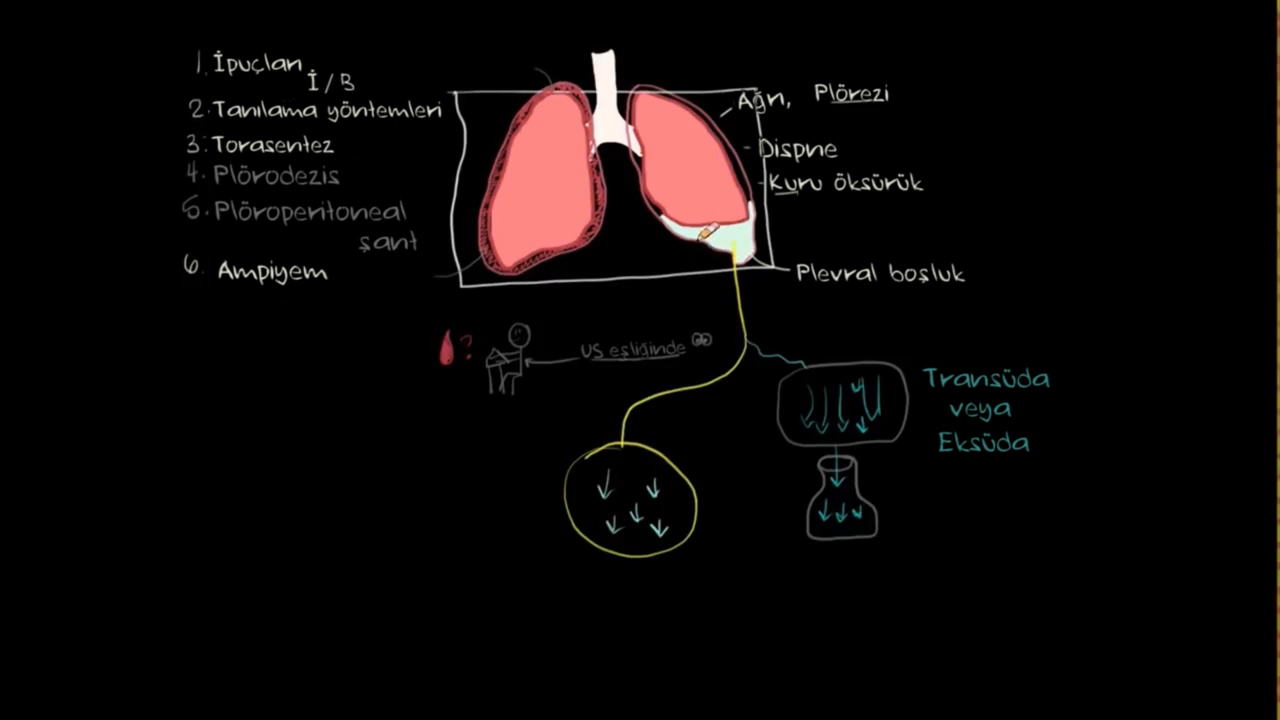 1. İpuçları
İ / B
2. Tanılama yöntemleri
3. Torasentez
4. Plörodezis
5. Plöroperitoneal
şant
6. Ampiyem
Ağrı, Plörezi
- Dispne
- Kuru öksürük
Plevral boşluk
?
US eşliğinde
Transüda
veya
Eksüda